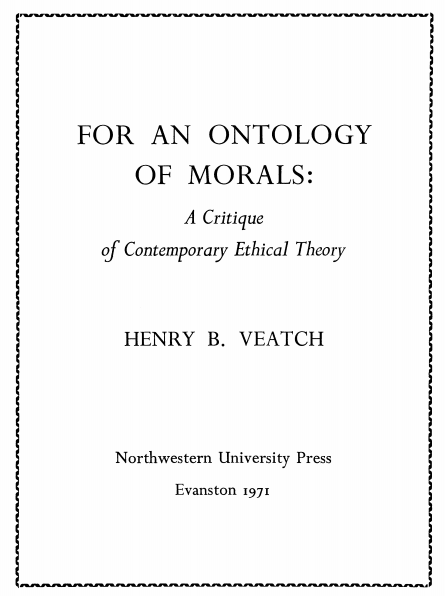 FOR AN ONTOLOGY
OF MORALS:
A Critique
of Contemporary Ethical Theory
HENRY B. VEATCH
Northwestern University Press
Evanston 1971